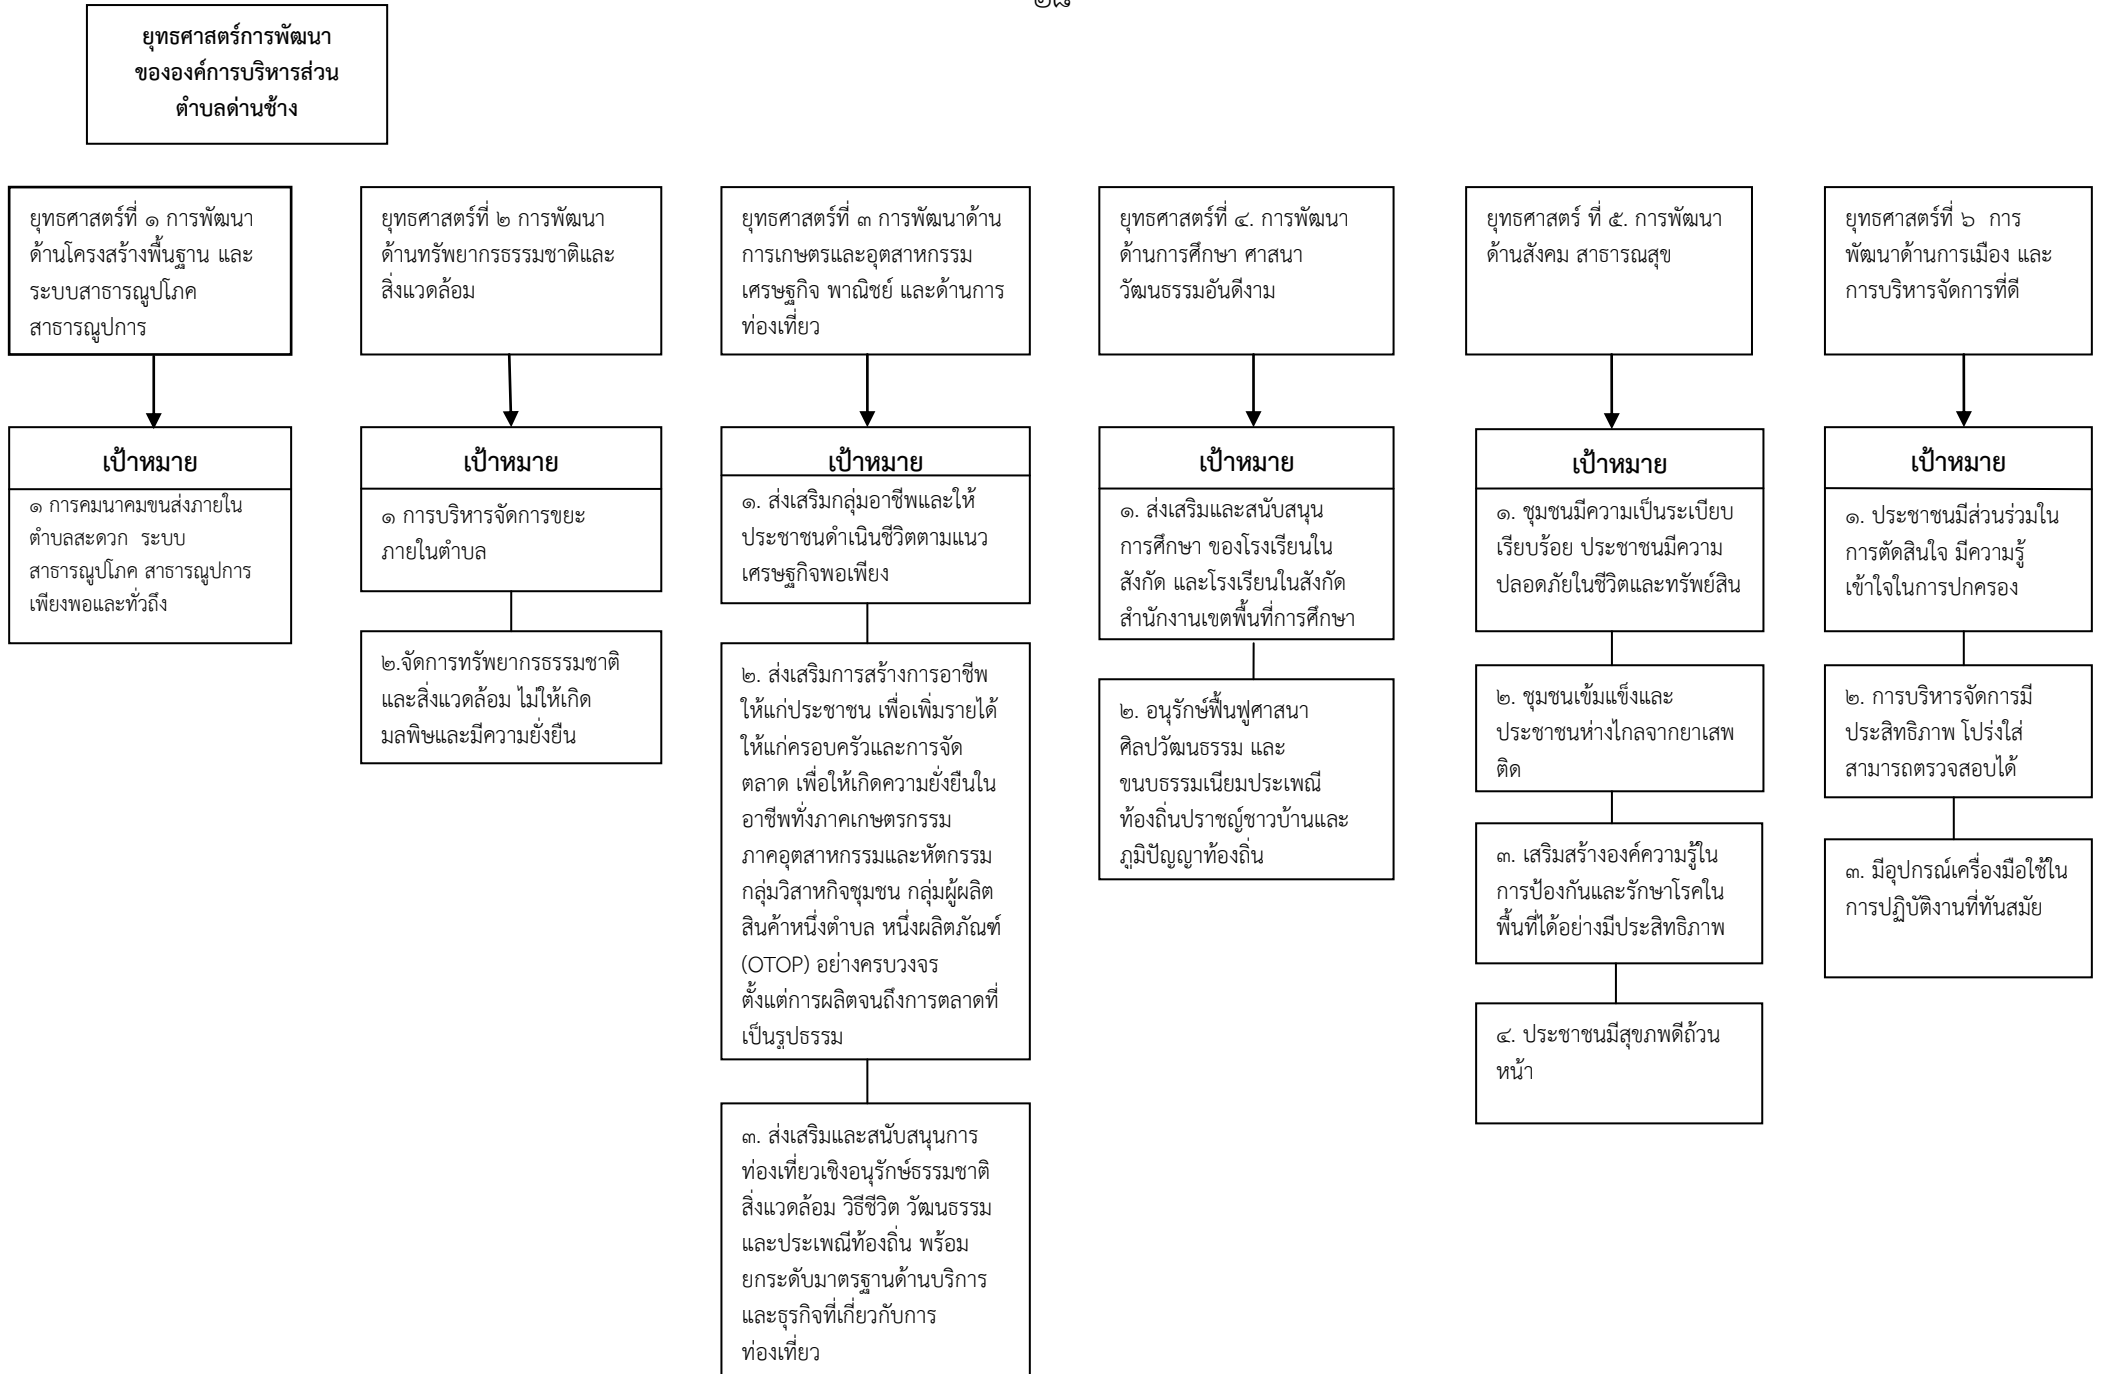 ๒๘
ยุทธศาสตร์การพัฒนา
ขององค์การบริหารส่วน
ตำบลด่านช้าง
ยุทธศาสตร์ที่ ๑ การพัฒนา
ด้านโครงสร้างพื้นฐาน และ
ระบบสาธารณูปโภค
สาธารณูปการ
เป้าหมาย
๑ การคมนาคมขนส่งภายใน
ตำบลสะดวก ระบบ
สาธารณูปโภค สาธารณูปการ
เพียงพอและทั่วถึง
ยุทธศาสตร์ที่ ๒ การพัฒนา
ด้านทรัพยากรธรรมชาติและ
สิ่งแวดล้อม
เป้าหมาย
๑ การบริหารจัดการขยะ
ภายในตำบล
๒.จัดการทรัพยากรธรรมชาติ
และสิ่งแวดล้อม ไม่ให้เกิด
มลพิษและมีความยั่งยืน
ยุทธศาสตร์ที่ ๓ การพัฒนาด้าน
การเกษตรและอุตสาหกรรม
เศรษฐกิจ พาณิชย์ และด้านการ
ท่องเที่ยว
เป้าหมาย
๑. ส่งเสริมกลุ่มอาชีพและให้
ประชาชนดำเนินชีวิตตามแนว
เศรษฐกิจพอเพียง
๒. ส่งเสริมการสร้างการอาชีพ
ให้แก่ประชาชน เพื่อเพิ่มรายได้
ให้แก่ครอบครัวและการจัด
ตลาด เพื่อให้เกิดความยั่งยืนใน
อาชีพทั่งภาคเกษตรกรรม
ภาคอุตสาหกรรมและหัตกรรม
กลุ่มวิสาหกิจชุมชน กลุ่มผู้ผลิต
สินค้าหนึ่งตำบล หนึ่งผลิตภัณฑ์
(OTOP) อย่างครบวงจร
ตั้งแต่การผลิตจนถึงการตลาดที่
เป็นรูปธรรม
๓. ส่งเสริมและสนับสนุนการ
ท่องเที่ยวเชิงอนุรักษ์ธรรมชาติ
สิ่งแวดล้อม วิธีชีวิต วัฒนธรรม
และประเพณีท้องถิ่น พร้อม
ยกระดับมาตรฐานด้านบริการ
และธุรกิจที่เกี่ยวกับการ
ท่องเที่ยว
ยุทธศาสตร์ที่ ๔. การพัฒนา
ด้านการศึกษา ศาสนา
วัฒนธรรมอันดีงาม
เป้าหมาย
๑. ส่งเสริมและสนับสนุน
การศึกษา ของโรงเรียนใน
สังกัด และโรงเรียนในสังกัด
สำนักงานเขตพื้นที่การศึกษา
๒. อนุรักษ์ฟื้นฟูศาสนา
ศิลปวัฒนธรรม และ
ขนบธรรมเนียมประเพณี
ท้องถิ่นปราชญ์ชาวบ้านและ
ภูมิปัญญาท้องถิ่น
ยุทธศาสตร์ ที่ ๕. การพัฒนา
ด้านสังคม สาธารณสุข
เป้าหมาย
๑. ชุมชนมีความเป็นระเบียบ
เรียบร้อย ประชาชนมีความ
ปลอดภัยในชีวิตและทรัพย์สิน
๒. ชุมชนเข้มแข็งและ
ประชาชนห่างไกลจากยาเสพ
ติด
๓. เสริมสร้างองค์ความรู้ใน
การป้องกันและรักษาโรคใน
พื้นที่ได้อย่างมีประสิทธิภาพ
๔. ประชาชนมีสุขภพดีถ้วน
หน้า
ยุทธศาสตร์ที่ ๖ การ
พัฒนาด้านการเมือง และ
การบริหารจัดการที่ดี
เป้าหมาย
๑. ประชาชนมีส่วนร่วมใน
การตัดสินใจ มีความรู้
เข้าใจในการปกครอง
๒. การบริหารจัดการมี
ประสิทธิภาพ โปร่งใส่
สามารถตรวจสอบได้
๓. มีอุปกรณ์เครื่องมือใช้ใน
การปฏิบัติงานที่ทันสมัย